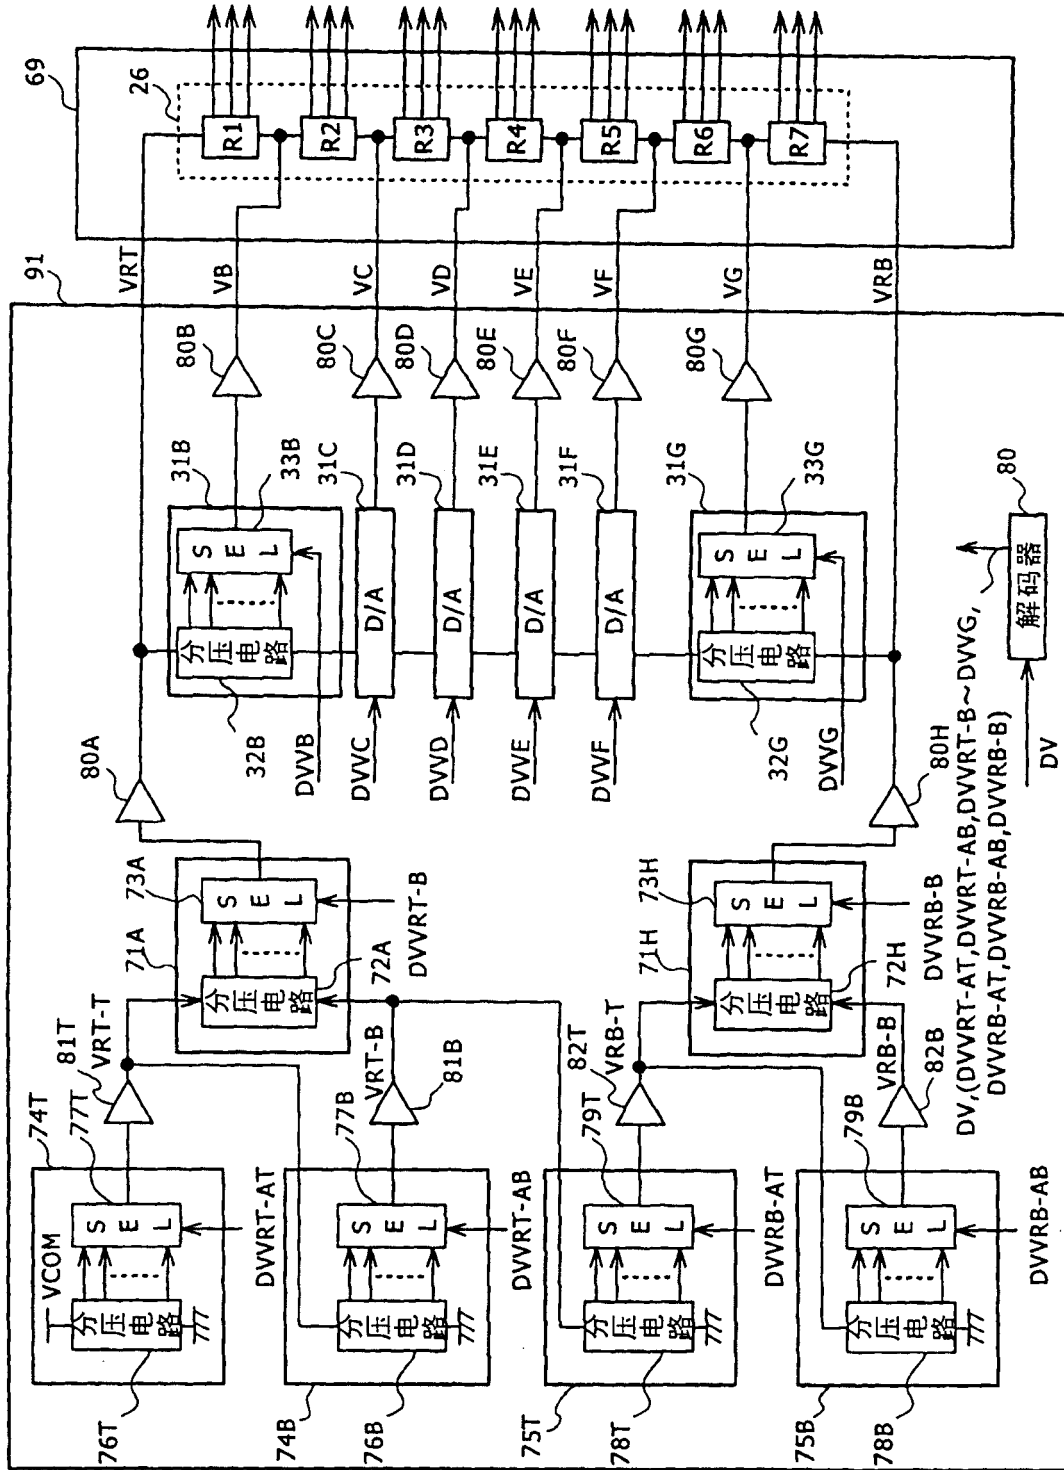 69
26
R1
R2
R3
R4
R5
R6
R7
91
VRT
VB
VC
VD
VE
VF
VG
VRB
80B
80C
80D
80E
80F
80G
31B
33B
31C
31D
31E
31F
31G
33G
80
SEL
分压电路
D/A
D/A
D/A
D/A
SEL
分压电路
解码器
32B
DVVB
DVVC
DVVD
DVVE
DVVF
32G
DVVG
DV
80A
80H
DV,(DVVRT-AT,DVVRT-AB,DVVRT-B~DVVG,
DVVRB-AT,DVVRB-AB,DVVRB-B)
73A
71A
SEL
分压电路
72A
DVVRT-B
73H
71H
SEL
分压电路
72H
DVVRB-B
81T
VRT-T
VRT-B
81B
82T
VRB-T
VRB-B
82B
74T
77T
77B
79T
79B
VCOM
SEL
分压电路
DVVRT-AT
SEL
分压电路
DVVRT-AB
SEL
分压电路
DVVRB-AT
SEL
分压电路
DVVRB-AB
76T
74B
76B
75T
78T
75B
78B